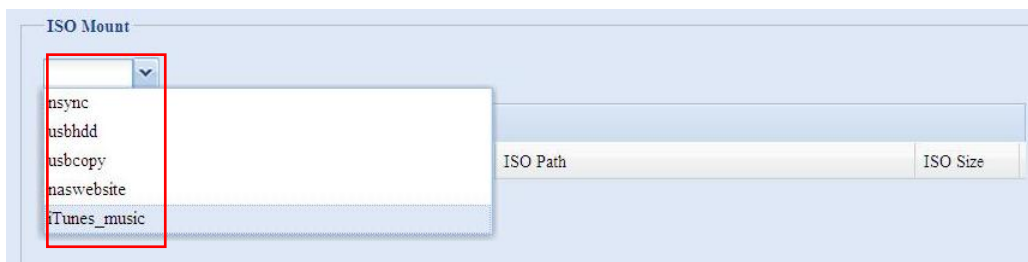 ISO Mount
nsync
usbhdd
usbcopy
naswebsite
iTunes_music
ISO Path ISO Size